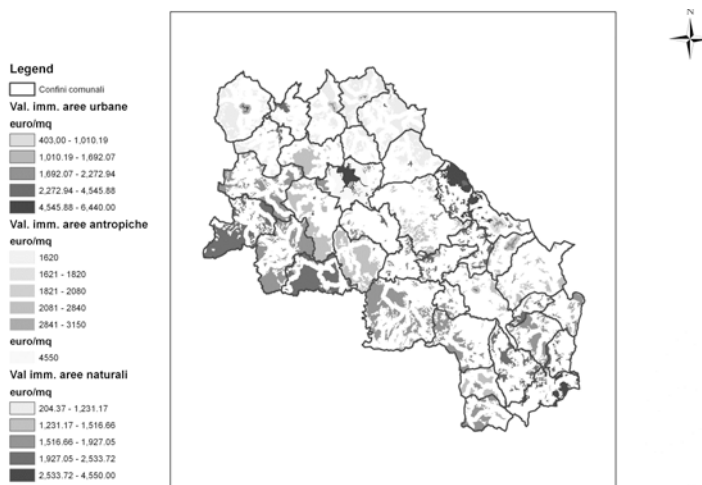 N
Legend
Confini comunali
Val. imm. aree urbane
euro/mq
403,00 - 1,010.19
1,010.19 - 1,692.07
1,692.07 - 2,272.94
2,272.94 - 4,545.88
4,545.88 - 6,440.00
Val. imm. aree antropiche
euro/mq
1620
1621 - 1820
1821 - 2080
2081 - 2840
2841 - 3150
euro/mq
4550
Val imm. aree naturali
euro/mq
204.37 - 1,231.17
1,231.17 - 1,516.66
1,516.66 - 1,927.05
1,927.05 - 2,533.72
2,533.72 - 4,550.00